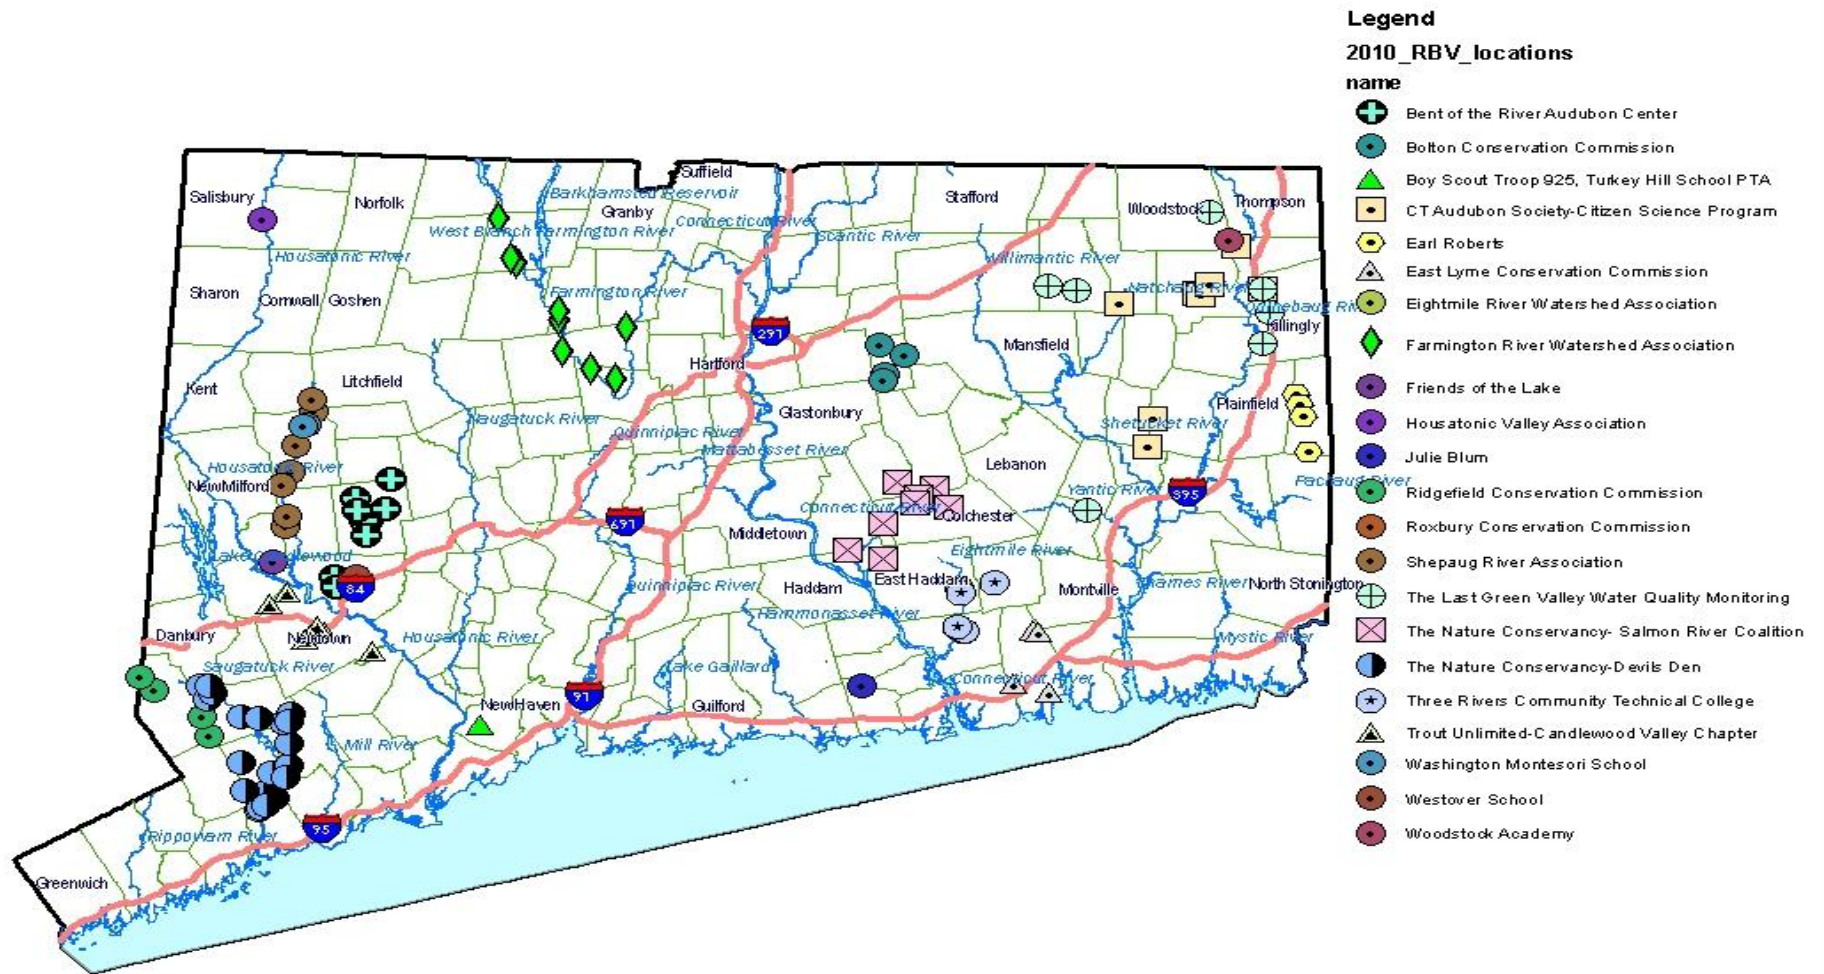 Legend
2010_RBV_locations
name
Bent of the River Audubon Center
Bolton Conservation Commission
Boy Scout Troop 925, Turkey Hill School PTA
CT Audubon Society-Citizen Science Program
Earl Roberts
East Lyme Conservation Commission
Eightmile River Watershed Association
Farmington River Watershed Association
Friends of the Lake
Housatonic Valley Association
Julie Blum
Ridgefield Conservation Commission
Roxbury Conservation Commission
Shepaug River Association
The Last Green Valley Water Quality Monitoring
The Nature Conservancy- Salmon River Coalition
The Nature Conservancy-Devils Den
Three Rivers Community Technical College
Trout Unlimited-Candlewood Valley Chapter
Washington Montesori School
Westover School
Woodstock Academy
Suffield
Salisbury
Norfolk
Barkhamsted Reservoir
Granby
Connecticut River
Stafford
Woodstock
Thompson
West Branch Farmington River
Scantic River
Housatonic River
Willimantic River
Sharon
Cornwall
Goshen
Farmington River
Natchaug River
Killingly
291
Hartford
Mansfield
Kent
Litchfield
Glastonbury
Plainfield
Naugatuck River
Quinnipiac River
Mattabesset River
Shetucket River
Housatonic River
New Milford
Lebanon
Yantic River
395
Pachaug River
Connecticut River
Colchester
691
Middletown
Eightmile River
Lake Candlewood
84
Quinnipiac River
Haddam
East Haddam
Montville
Thames River
North Stonington
Hammonasset River
Danbury
Newtown
Housatonic River
Mystic River
Saugatuck River
Lake Gaillard
Connecticut River
91
New Haven
Guilford
Mill River
95
Rippowam River
Greenwich